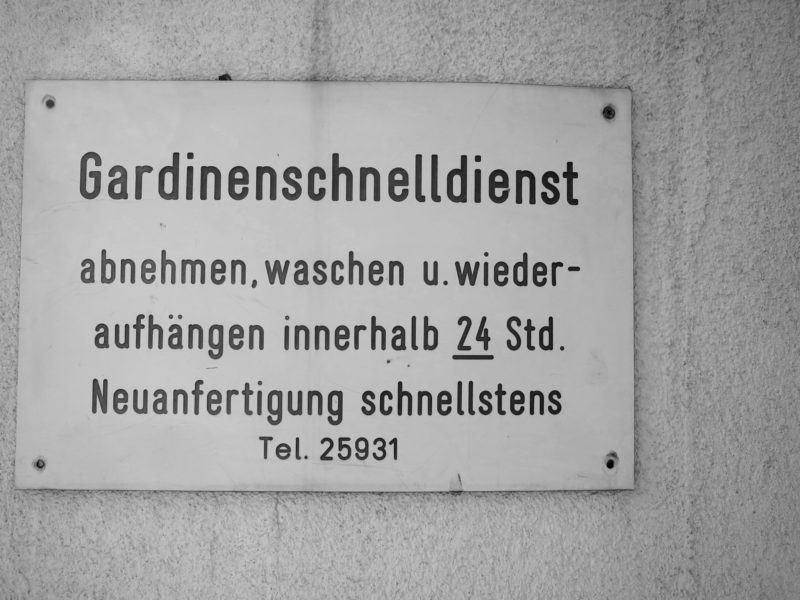 Gardinenschnelldienst
abnehmen, waschen u. wieder-
aufhängen innerhalb 24 Std.
Neuanfertigung schnellstens
Tel. 25931